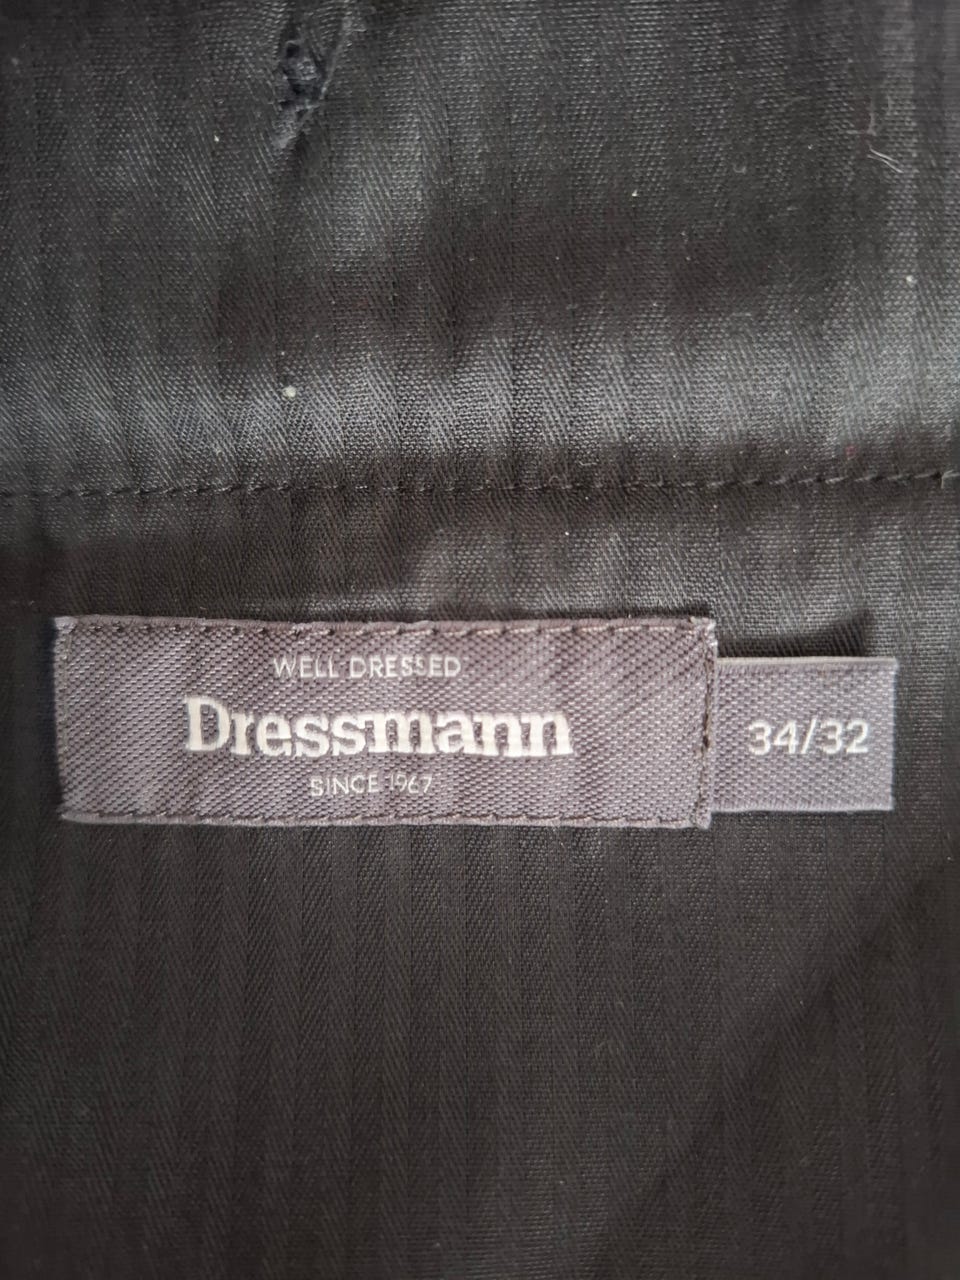 WELL DRESSED
Dressmann
SINCE 1967
34/32